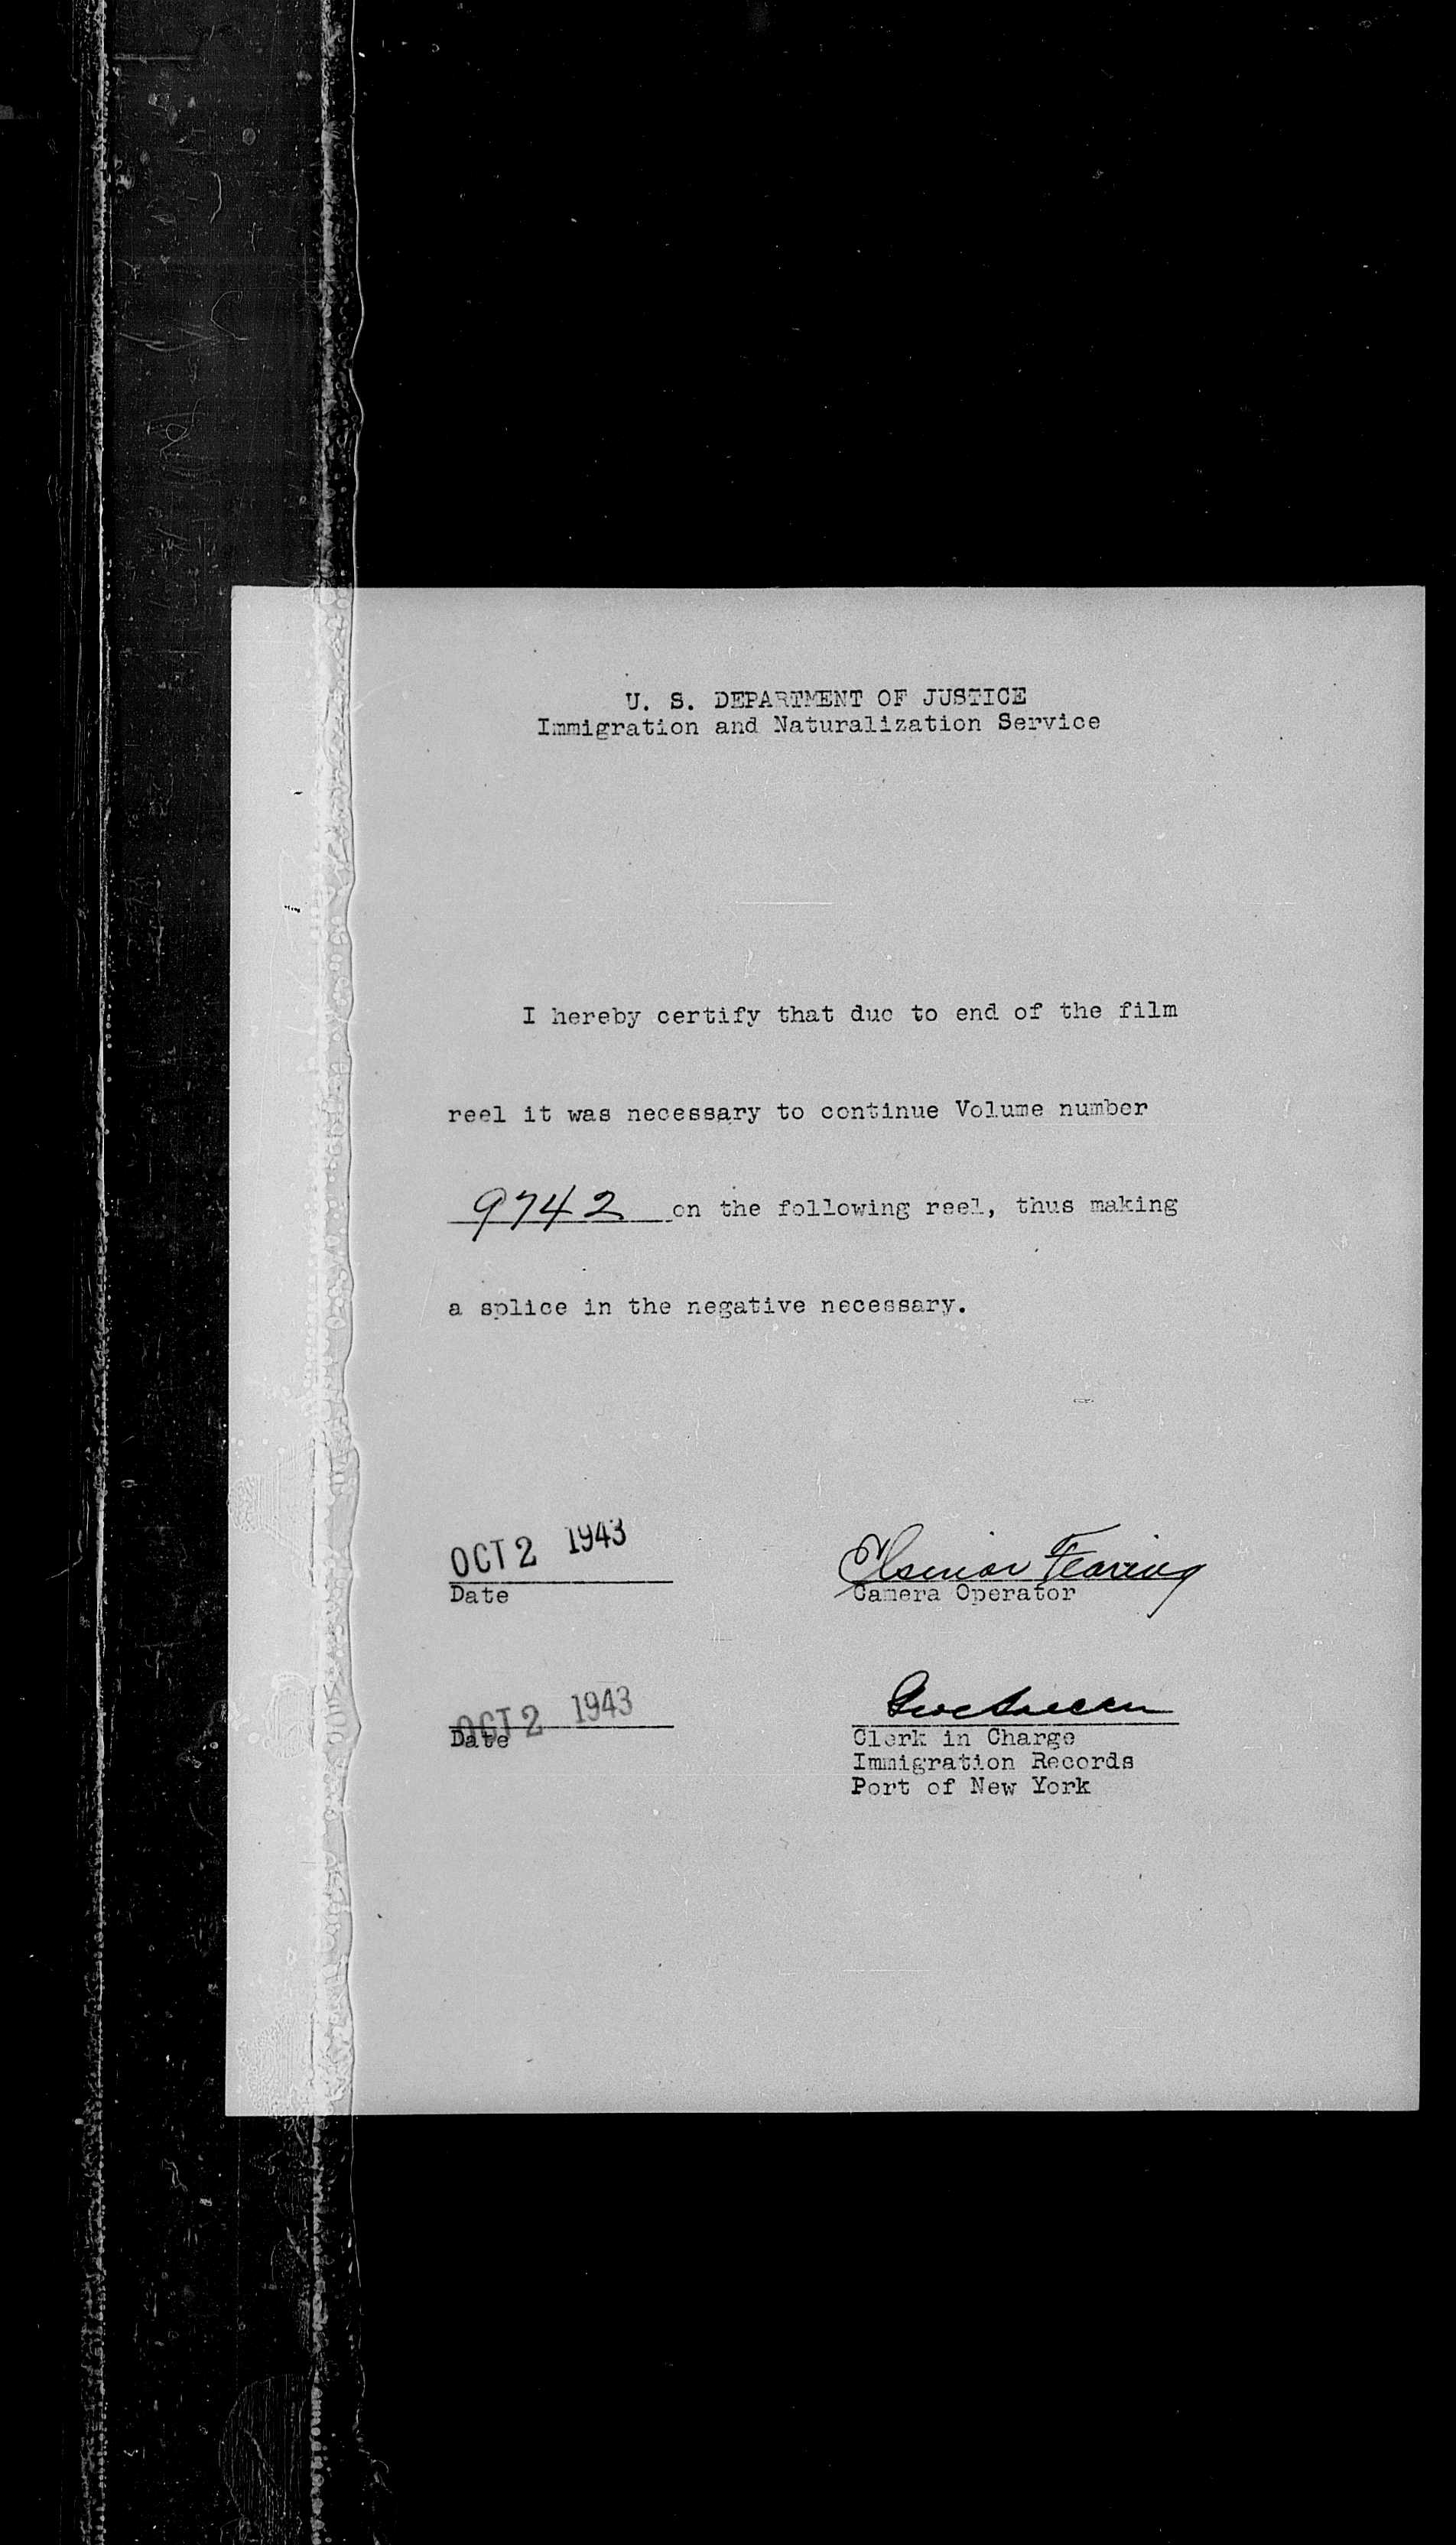 U. S. DEPARTMENT OF JUSTICE
Immigration and Naturalization Service
I hereby certify that due to end of the film
reel it was necessary to continue Volume number
9742 on the following reel, thus making
a splice in the negative necessary.
OCT 2 1943
Date
Fearing
Camera Operator
OCT 2 1943
Date
Clerk in Charge
Immigration Records
Port of New York